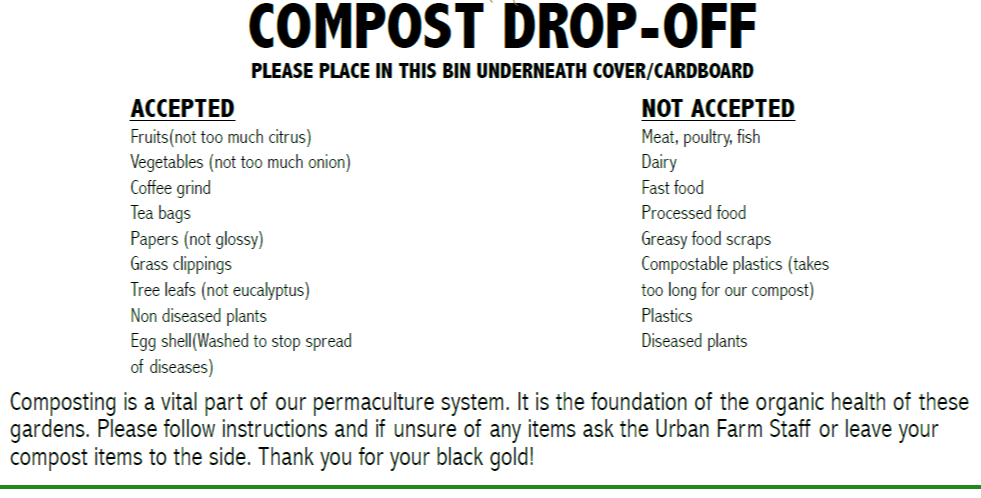 COMPOST DROP-OFF
PLEASE PLACE IN THIS BIN UNDERNEATH COVER/CARDBOARD
ACCEPTED
Fruits(not too much citrus)
Vegetables (not too much onion)
Coffee grind
Tea bags
Papers (not glossy)
Grass clippings
Tree leafs (not eucalyptus)
Non diseased plants
Egg shell(Washed to stop spread
of diseases)
NOT ACCEPTED
Meat, poultry, fish
Dairy
Fast food
Processed food
Greasy food scraps
Compostable plastics (takes
too long for our compost)
Plastics
Diseased plants
Composting is a vital part of our permaculture system. It is the foundation of the organic health of these
gardens. Please follow instructions and if unsure of any items ask the Urban Farm Staff or leave your
compost items to the side. Thank you for your black gold!